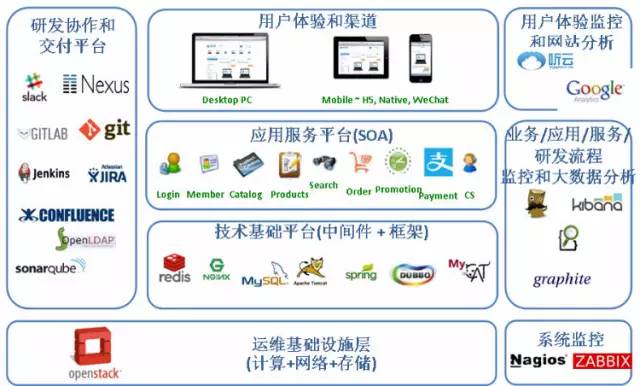 研发协作和
交付平台
slack
Nexus
GITLAB
git
Jenkins
Atlassian
JIRA
CONFLUENCE
OpenLDAP
sonarqube
用户体验和渠道
Desktop PC
Mobile ~ H5, Native, WeChat
应用服务平台(SOA)
Login
Member
Catalog
Products
Search
Order
Promotion
支
Payment
CS
技术基础平台(中间件 + 框架)
redis
NGINX
MySQL
Apache Tomcat
spring
DUBBO
My
CAT
运维基础设施层
(计算+网络+存储)
openstack
用户体验监控
和网站分析
听云
Google
Analytics
业务/应用/服务/
研发流程
监控和大数据分析
kibana
graphite
系统监控
Nagios
ZABBIX